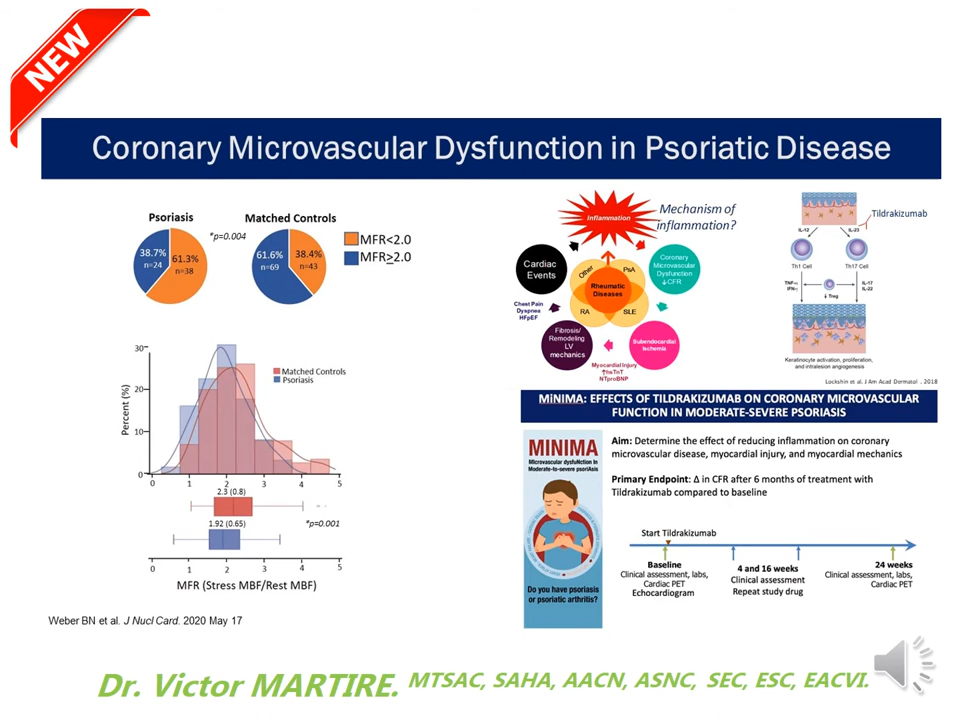 NEW
Coronary Microvascular Dysfunction in Psoriatic Disease
Psoriasis
*p=0.004
Matched Controls
38.7%
n=24
61.3%
n=38
61.6%
n=69
38.4%
n=43
MFR<2.0
MFR≥2.0
Percent (%)
30
20
10
0
Matched Controls
Psoriasis
0 1 2 3 4 5
2.3 (0.8)
1.92 (0.65)
*p=0.001
0 1 2 3 4 5
MFR (Stress MBF/Rest MBF)
Weber BN et al. J Nucl Card. 2020 May 17
Inflammation
Mechanism of
inflammation?
Cardiac
Events
Other
PsA
Rheumatic
Diseases
RA
SLE
Coronary
Microvascular
Dysfunction
↓CFR
Chest Pain
Dyspnea
HFpEF
Fibrosis/
Remodeling
LV
mechanics
Subendocardial
Ischemis
Myocardial Injury
↑hsTnT
NTproBNP
Tildrakizumab
IL-12
IL-23
Th1 Cell
Th17 Cell
TNF-α
IFN-γ
↓ Treg
IL-17
IL-22
Keratinocyte activation, proliferation,
and intralesion angiogenesis
Lockshin et al. J Am Acad Dermatol . 2018
MiNIMA: EFFECTS OF TILDRAKIZUMAB ON CORONARY MICROVASCULAR
FUNCTION IN MODERATE-SEVERE PSORIASIS
MINIMA
Microvascular dysfuNction In
Moderate-to-severe psoriAsis
Do you have psoriasis
or psoriatic arthritis?
Aim: Determine the effect of reducing inflammation on coronary
microvascular disease, myocardial injury, and myocardial mechanics
Primary Endpoint: Δ in CFR after 6 months of treatment with
Tildrakizumab compared to baseline
Start Tildrakizumab
Baseline
Clinical assessment, labs,
Cardiac PET
Echocardiogram
4 and 16 weeks
Clinical assessment
Repeat study drug
24 weeks
Clinical assessment, labs,
Cardiac PET
Dr. Victor MARTIRE. MTSAC, SAHA, AACN, ASNC, SEC, ESC, EACVI.